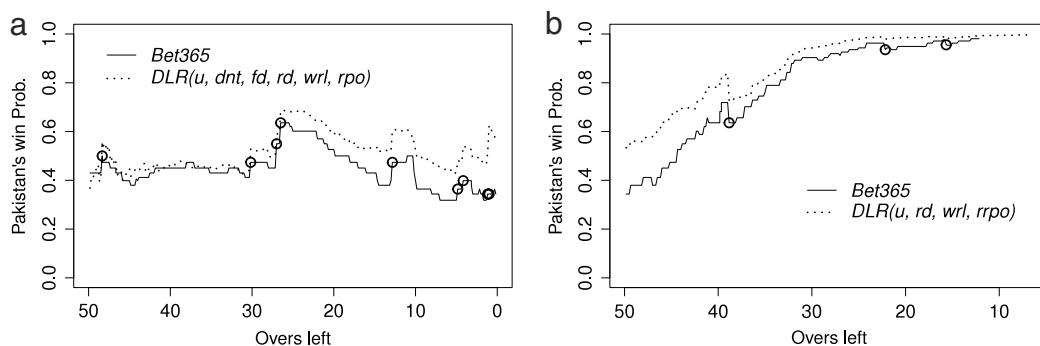 a
Pakistan's win Prob.
1.0
0.8
0.6
0.4
0.2
0.0
Bet365
DLR(u, dnt, fd, rd, wrl, rpo)
50 40 30 20 10 0
Overs left
b
Pakistan's win Prob.
1.0
0.8
0.6
0.4
0.2
0.0
Bet365
DLR(u, rd, wrl, rrpo)
50 40 30 20 10
Overs left